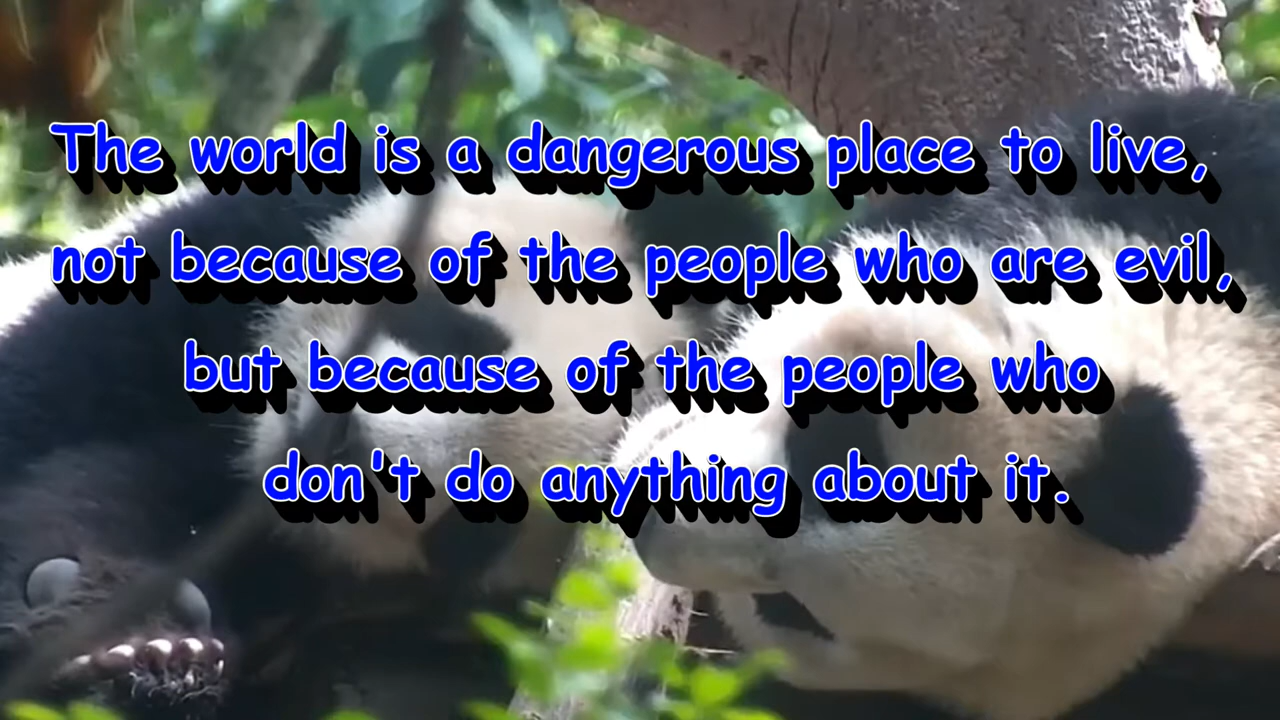 The world is a dangerous place to live,
not because of the people who are evil,
but because of the people who
don't do anything about it.